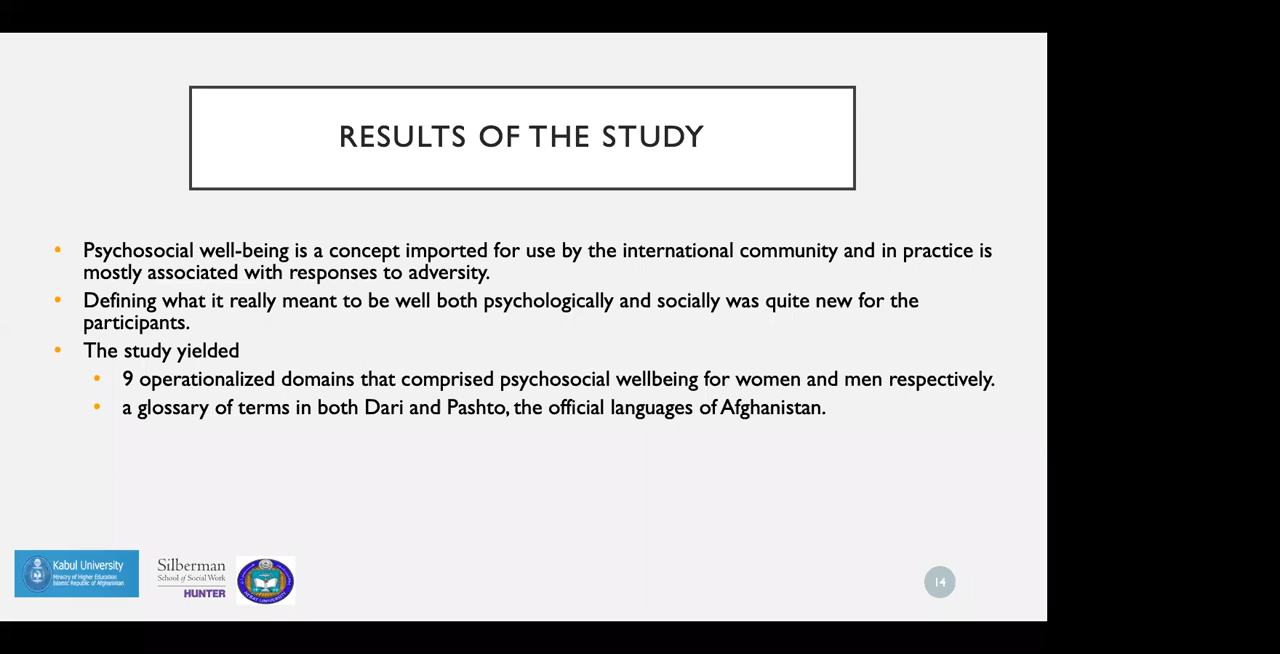 RESULTS OF THE STUDY
• Psychosocial well-being is a concept imported for use by the international community and in practice is
mostly associated with responses to adversity.
• Defining what it really meant to be well both psychologically and socially was quite new for the
participants.
• The study yielded
• 9 operationalized domains that comprised psychosocial wellbeing for women and men respectively.
• a glossary of terms in both Dari and Pashto, the official languages of Afghanistan.
Kabul University
Ministry of Higher Education
Islamic Republic of Afghanistan
Silberman
School of Social Work
HUNTER
HERAT UNIVERSITY
14